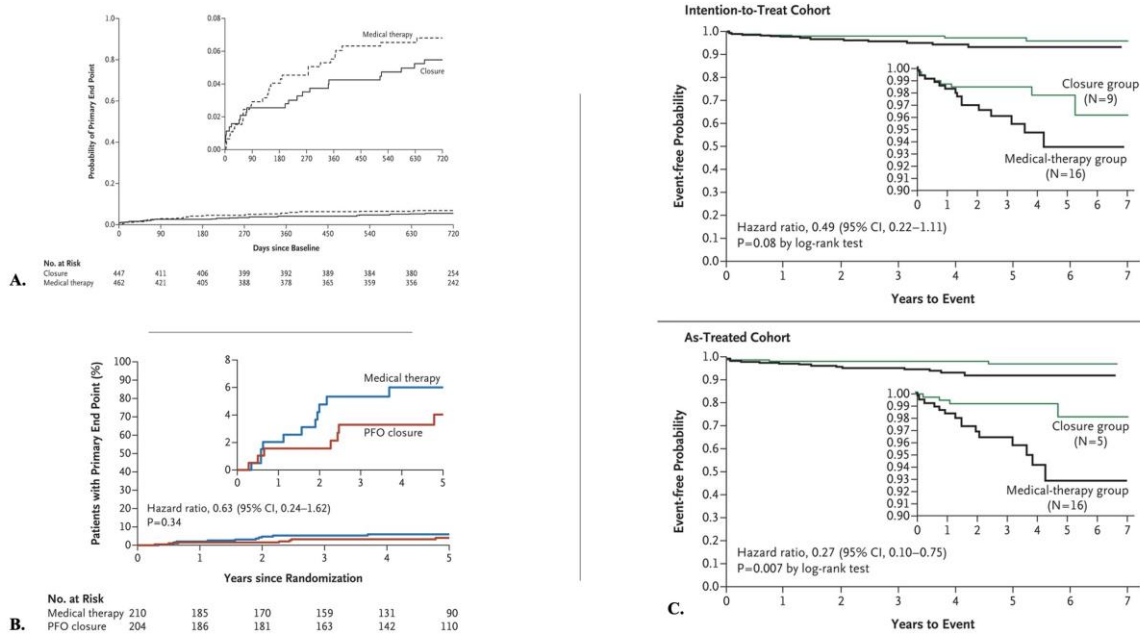 1.0
0.8
0.6
0.4
0.2
0.0
Probability of Primary End Point
0.08
0.06
0.04
0.02
0.00
Medical therapy
Closure
0 90 180 270 360 450 540 630 720
0 90 180 270 360 450 540 630 720
Days since Baseline
No. at Risk
Closure 447 411 406 399 392 389 384 380 254
Medical therapy 462 421 405 388 378 365 359 356 242
A.
100
90
80
70
60
50
40
30
20
10
0
Patients with Primary End Point (%)
8
6
4
2
0
Medical therapy
PFO closure
0 1 2 3 4 5
Hazard ratio, 0.63 (95% CI, 0.24–1.62)
P=0.34
0 1 2 3 4 5
Years since Randomization
No. at Risk
Medical therapy 210 185 170 159 131 90
PFO closure 204 186 181 163 142 110
B.
Intention-to-Treat Cohort
1.0
0.9
0.8
0.7
0.6
0.5
0.4
0.3
0.2
0.1
0.0
Event-free Probability
1.00
0.99
0.98
0.97
0.96
0.95
0.94
0.93
0.92
0.91
0.90
Closure group
(N=9)
Medical-therapy group
(N=16)
0 1 2 3 4 5 6 7
Hazard ratio, 0.49 (95% CI, 0.22–1.11)
P=0.08 by log-rank test
0 1 2 3 4 5 6 7
Years to Event
As-Treated Cohort
1.0
0.9
0.8
0.7
0.6
0.5
0.4
0.3
0.2
0.1
0.0
Event-free Probability
1.00
0.99
0.98
0.97
0.96
0.95
0.94
0.93
0.92
0.91
0.90
Closure group
(N=5)
Medical-therapy group
(N=16)
0 1 2 3 4 5 6 7
Hazard ratio, 0.27 (95% CI, 0.10–0.75)
P=0.007 by log-rank test
0 1 2 3 4 5 6 7
Years to Event
C.